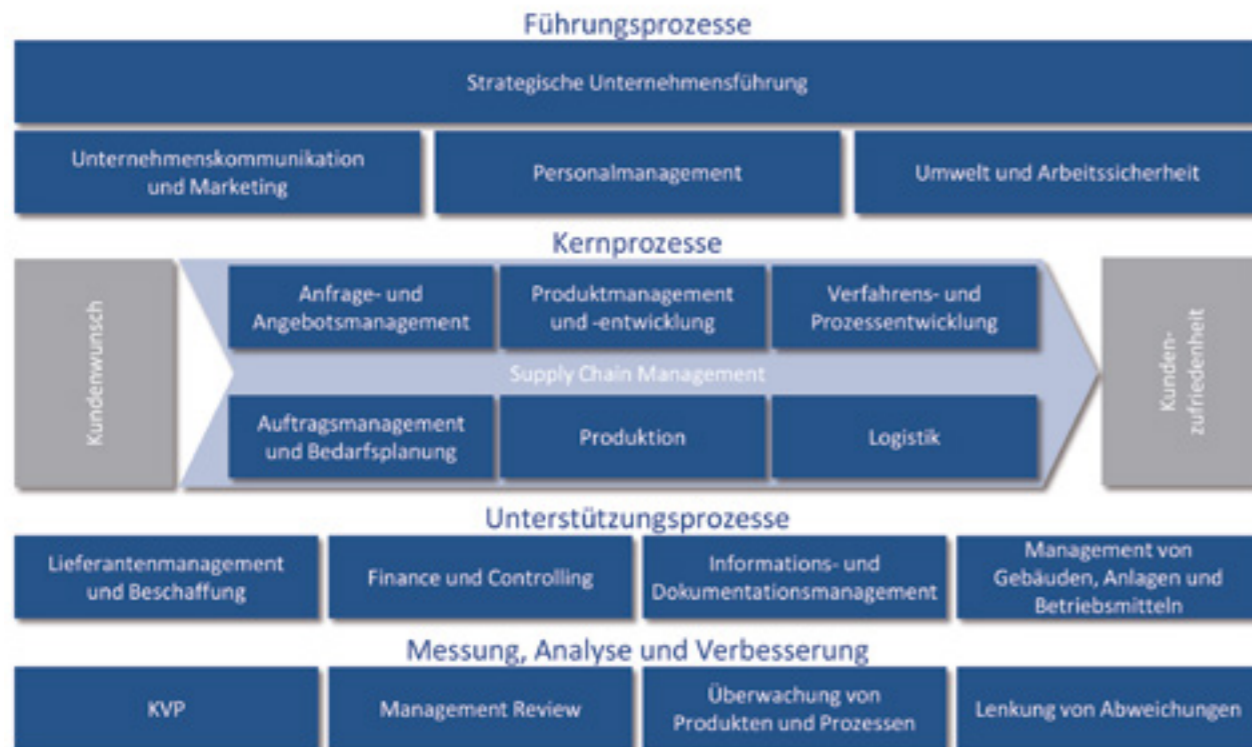 Führungsprozesse
Strategische Unternehmensführung
Unternehmenskommunikation
und Marketing
Personalmanagement
Umwelt und Arbeitssicherheit
Kernprozesse
Kundenwunsch
Anfrage- und
Angebotsmanagement
Produktmanagement
und -entwicklung
Verfahrens- und
Prozessentwicklung
Supply Chain Management
Auftragsmanagement
und Bedarfsplanung
Produktion
Logistik
Kunden-
zufriedenheit
Unterstützungsprozesse
Lieferantenmanagement
und Beschaffung
Finance und Controlling
Informations- und
Dokumentationsmanagement
Management von
Gebäuden, Anlagen und
Betriebsmitteln
Messung, Analyse und Verbesserung
KVP
Management Review
Überwachung von
Produkten und Prozessen
Lenkung von Abweichungen